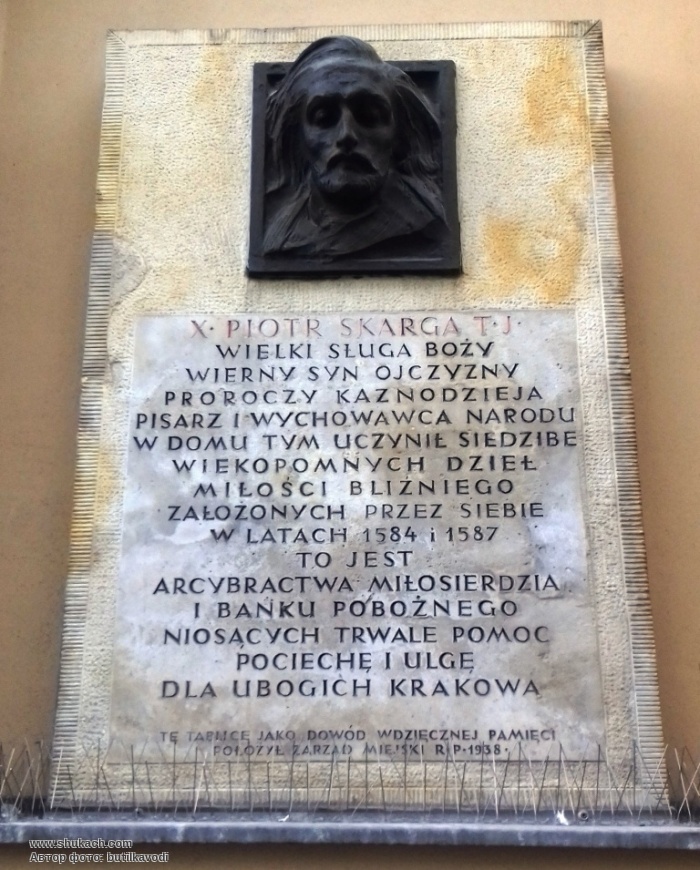 X· PIOTR SKARGA T·J·
WIELKI SŁUGA BOŻY
WIERNY SYN OJCZYZNY
PROROCZY KAZNODZIEJA
PISARZ I WYCHOWAWCA NARODU
W DOMU TYM UCZYNIŁ SIEDZIBĘ
WIEKOPOMNYCH DZIEŁ
MIŁOŚCI BLIŹNIEGO
ZAŁOŻONYCH PRZEZ SIEBIE
W LATACH 1584 i 1587
TO JEST
ARCYBRACTWA MIŁOSIERDZIA
I BANKU POBOŻNEGO
NIOSĄCYCH TRWALE POMOC
POCIECHĘ I ULGĘ
DLA UBOGICH KRAKOWA
TĘ TABLICĘ JAKO DOWÓD WDZIĘCZNEJ PAMIĘCI
POŁOŻYŁ ZARZĄD MIEJSKI R·P·1938·
www.shukach.com
Автор фото: butilkavodi